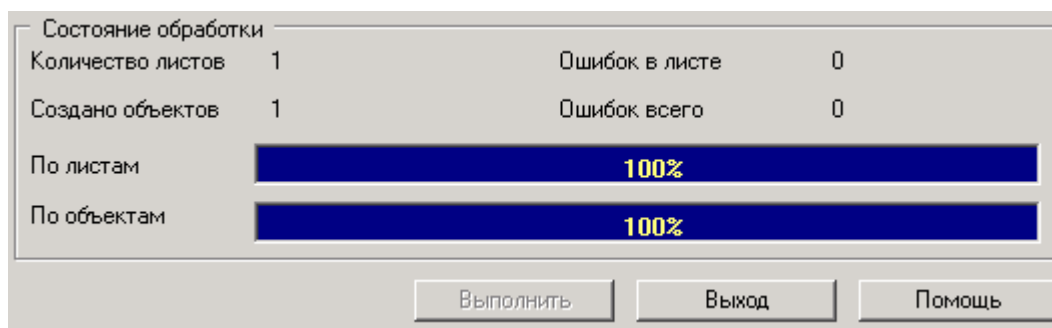 Состояние обработки
Количество листов 1 Ошибок в листе 0
Создано объектов 1 Ошибок всего 0
По листам 100%
По объектам 100%
Выполнить Выход Помощь